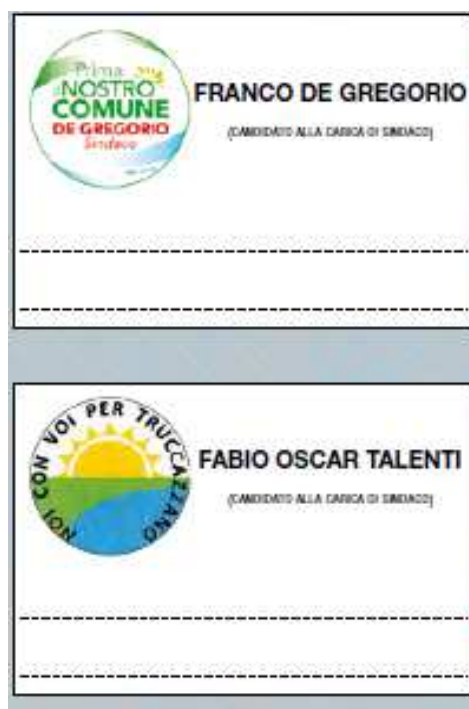 Prima
IL NOSTRO
COMUNE
DE GREGORIO
Sindaco
FRANCO DE GREGORIO
(CANDIDATO ALLA CARICA DI SINDACO)
NOI CON VOI PER TRUCCAZZANO
FABIO OSCAR TALENTI
(CANDIDATO ALLA CARICA DI SINDACO)